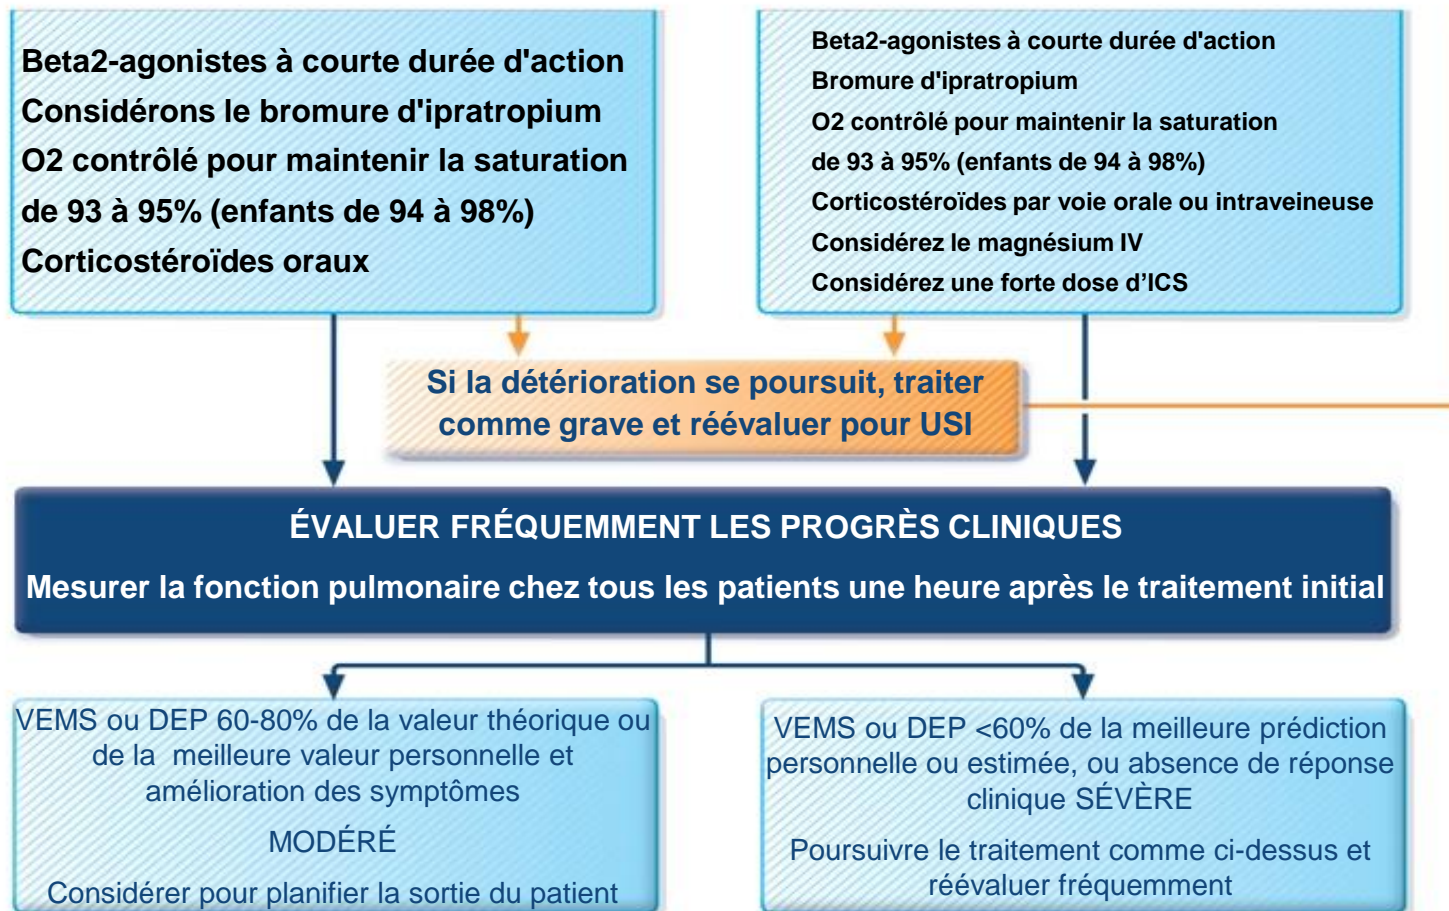 Beta2-agonistes à courte durée d'action
Considérons le bromure d'ipratropium
O2 contrôlé pour maintenir la saturation
de 93 à 95% (enfants de 94 à 98%)
Corticostéroïdes oraux
Beta2-agonistes à courte durée d'action
Bromure d'ipratropium
O2 contrôlé pour maintenir la saturation
de 93 à 95% (enfants de 94 à 98%)
Corticostéroïdes par voie orale ou intraveineuse
Considérez le magnésium IV
Considérez une forte dose d’ICS
Si la détérioration se poursuit, traiter
comme grave et réévaluer pour USI
ÉVALUER FRÉQUEMMENT LES PROGRÈS CLINIQUES
Mesurer la fonction pulmonaire chez tous les patients une heure après le traitement initial
VEMS ou DEP 60-80% de la valeur théorique ou
de la meilleure valeur personnelle et
amélioration des symptômes
MODÉRÉ
Considérer pour planifier la sortie du patient
VEMS ou DEP <60% de la meilleure prédiction
personnelle ou estimée, ou absence de réponse
clinique SÉVÈRE
Poursuivre le traitement comme ci-dessus et
réévaluer fréquemment